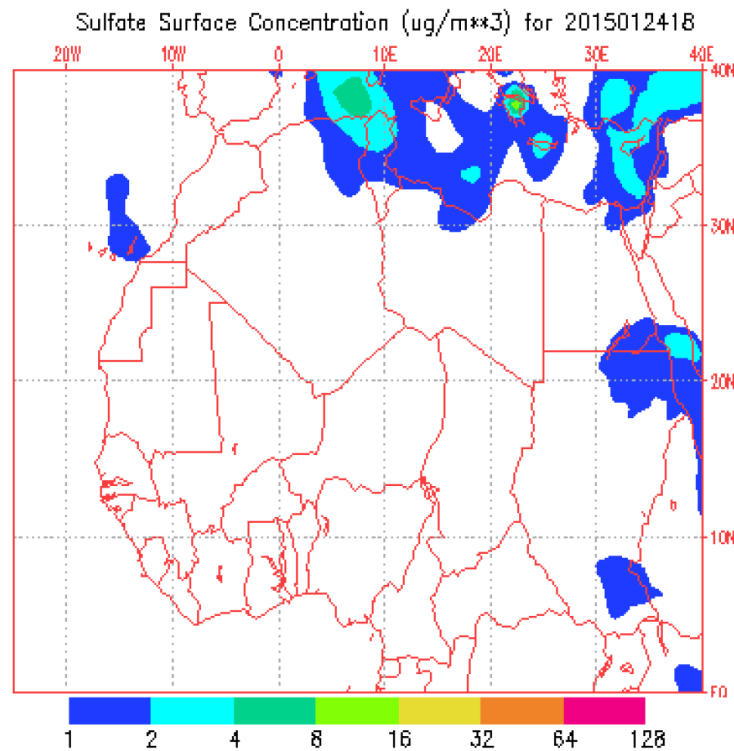 Sulfate Surface Concentration (ug/m**3) for 2015012418
20W 10W 0 10E 20E 30E 40E
40N
30N
20N
10N
EQ
1 2 4 8 16 32 64 128